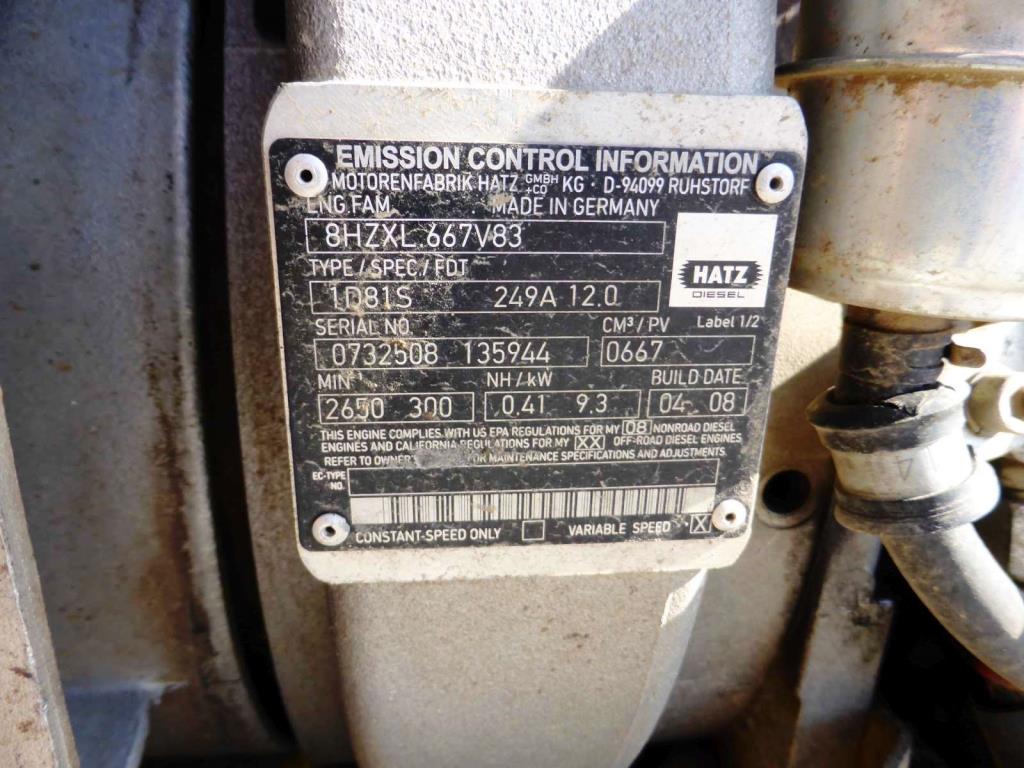 EMISSION CONTROL INFORMATION
MOTORENFABRIK HATZ GMBH +CO KG · D-94099 RUHSTORF
ENG.FAM. MADE IN GERMANY
8HZXL.667V83
TYPE / SPEC. / FDT
HATZ
DIESEL
1D81S 249A 12.0
SERIAL NO. CM³ / PV Label 1/2
0732508 135944 0667
MIN NH / kW BUILD DATE
2650 300 0.41 9.3 04 08
THIS ENGINE COMPLIES WITH US EPA REGULATIONS FOR MY 08 NONROAD DIESEL
ENGINES AND CALIFORNIA REGULATIONS FOR MY XX OFF-ROAD DIESEL ENGINES
REFER TO OWNER'S FOR MAINTENANCE SPECIFICATIONS AND ADJUSTMENTS.
EC-TYPE
NO.
CONSTANT-SPEED ONLY VARIABLE SPEED X